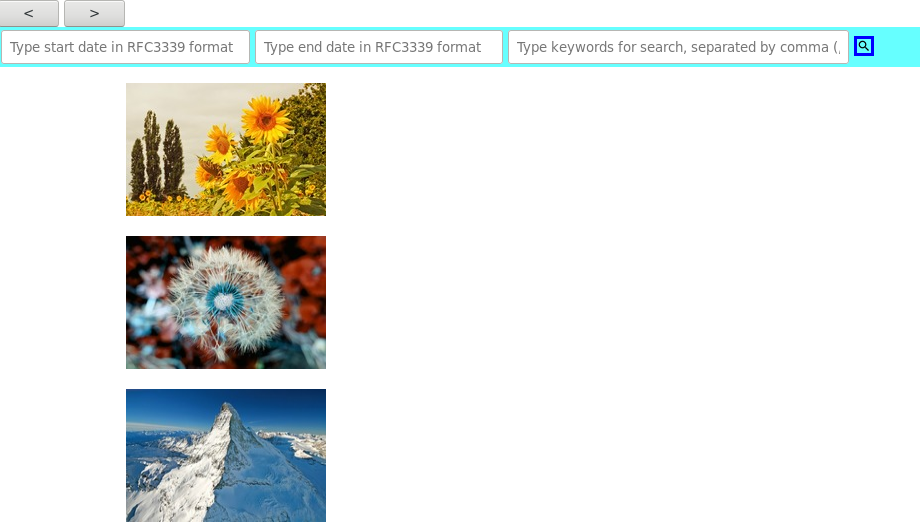 < >
Type start date in RFC3339 format Type end date in RFC3339 format Type keywords for search, separated by comma (,